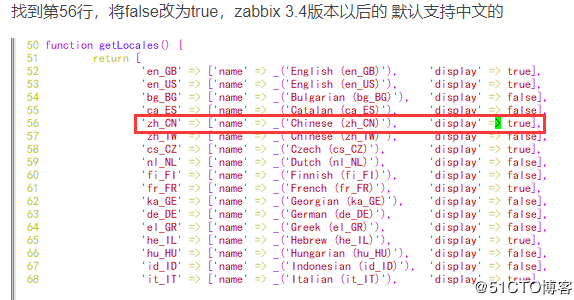 找到第56行，将false改为true，zabbix 3.4版本以后的 默认支持中文的
50 function getLocales() {
51 return [
52 'en_GB' => ['name' => _('English (en_GB)'), 'display' => true],
53 'en_US' => ['name' => _('English (en_US)'), 'display' => true],
54 'bg_BG' => ['name' => _('Bulgarian (bg_BG)'), 'display' => false],
55 'ca_ES' => ['name' => _('Catalan (ca_ES)'), 'display' => false],
56 'zh_CN' => ['name' => _('Chinese (zh_CN)'), 'display' => true],
57 'zh_TW' => ['name' => _('Chinese (zh_TW)'), 'display' => false],
58 'cs_CZ' => ['name' => _('Czech (cs_CZ)'), 'display' => true],
59 'nl_NL' => ['name' => _('Dutch (nl_NL)'), 'display' => false],
60 'fi_FI' => ['name' => _('Finnish (fi_FI)'), 'display' => false],
61 'fr_FR' => ['name' => _('French (fr_FR)'), 'display' => true],
62 'ka_GE' => ['name' => _('Georgian (ka_GE)'), 'display' => false],
63 'de_DE' => ['name' => _('German (de_DE)'), 'display' => false],
64 'el_GR' => ['name' => _('Greek (el_GR)'), 'display' => false],
65 'he_IL' => ['name' => _('Hebrew (he_IL)'), 'display' => true],
66 'hu_HU' => ['name' => _('Hungarian (hu_HU)'), 'display' => false],
67 'id_ID' => ['name' => _('Indonesian (id_ID)'), 'display' => false],
68 'it_IT' => ['name' => _('Italian (it_IT)'), 'display' => true],
@51CTO博客